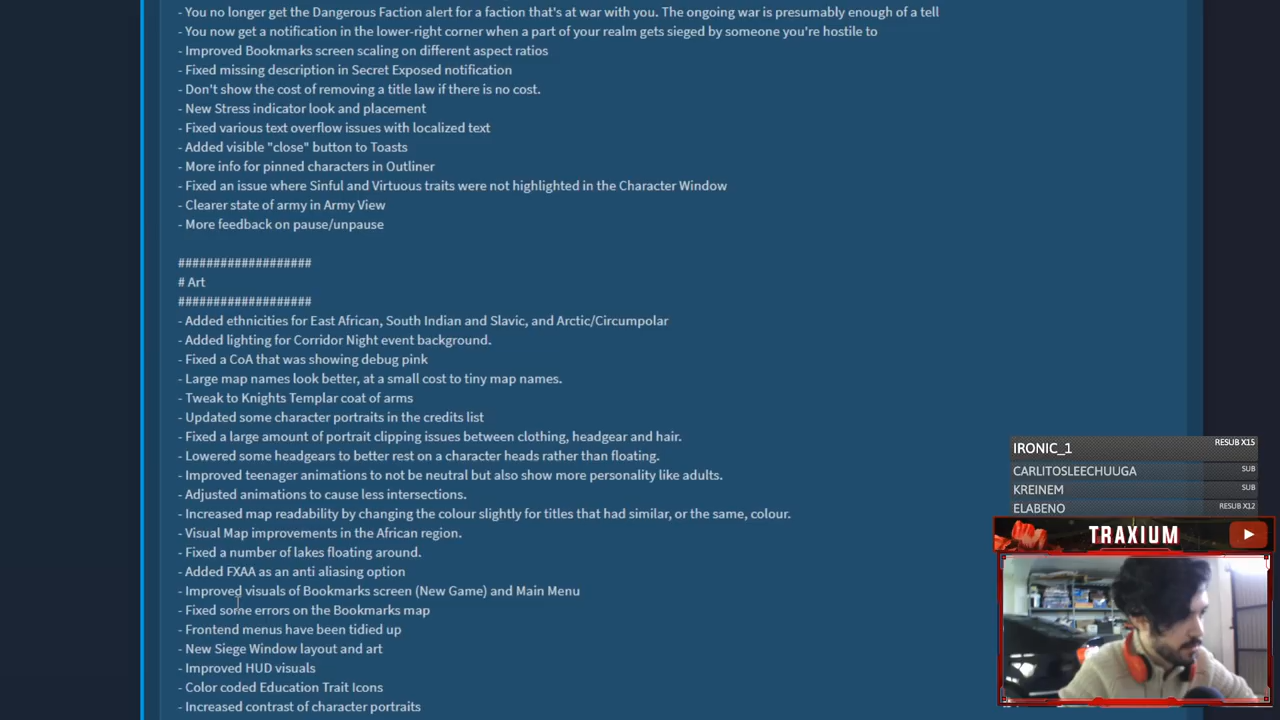 - You no longer get the Dangerous Faction alert for a faction that's at war with you. The ongoing war is presumably enough of a tell
- You now get a notification in the lower-right corner when a part of your realm gets sieged by someone you're hostile to
- Improved Bookmarks screen scaling on different aspect ratios
- Fixed missing description in Secret Exposed notification
- Don't show the cost of removing a title law if there is no cost.
- New Stress indicator look and placement
- Fixed various text overflow issues with localized text
- Added visible "close" button to Toasts
- More info for pinned characters in Outliner
- Fixed an issue where Sinful and Virtuous traits were not highlighted in the Character Window
- Clearer state of army in Army View
- More feedback on pause/unpause
###################
# Art
###################
- Added ethnicities for East African, South Indian and Slavic, and Arctic/Circumpolar
- Added lighting for Corridor Night event background.
- Fixed a CoA that was showing debug pink
- Large map names look better, at a small cost to tiny map names.
- Tweak to Knights Templar coat of arms
- Updated some character portraits in the credits list
- Fixed a large amount of portrait clipping issues between clothing, headgear and hair.
- Lowered some headgears to better rest on a character heads rather than floating.
- Improved teenager animations to not be neutral but also show more personality like adults.
- Adjusted animations to cause less intersections.
- Increased map readability by changing the colour slightly for titles that had similar, or the same, colour.
- Visual Map improvements in the African region.
- Fixed a number of lakes floating around.
- Added FXAA as an anti aliasing option
- Improved visuals of Bookmarks screen (New Game) and Main Menu
- Fixed some errors on the Bookmarks map
- Frontend menus have been tidied up
- New Siege Window layout and art
- Improved HUD visuals
- Color coded Education Trait Icons
- Increased contrast of character portraits
IRONIC_1 RESUB X15
CARLITOSLEECHUUGA SUB
KREINEM SUB
ELABENO RESUB X12
TRAXIUM